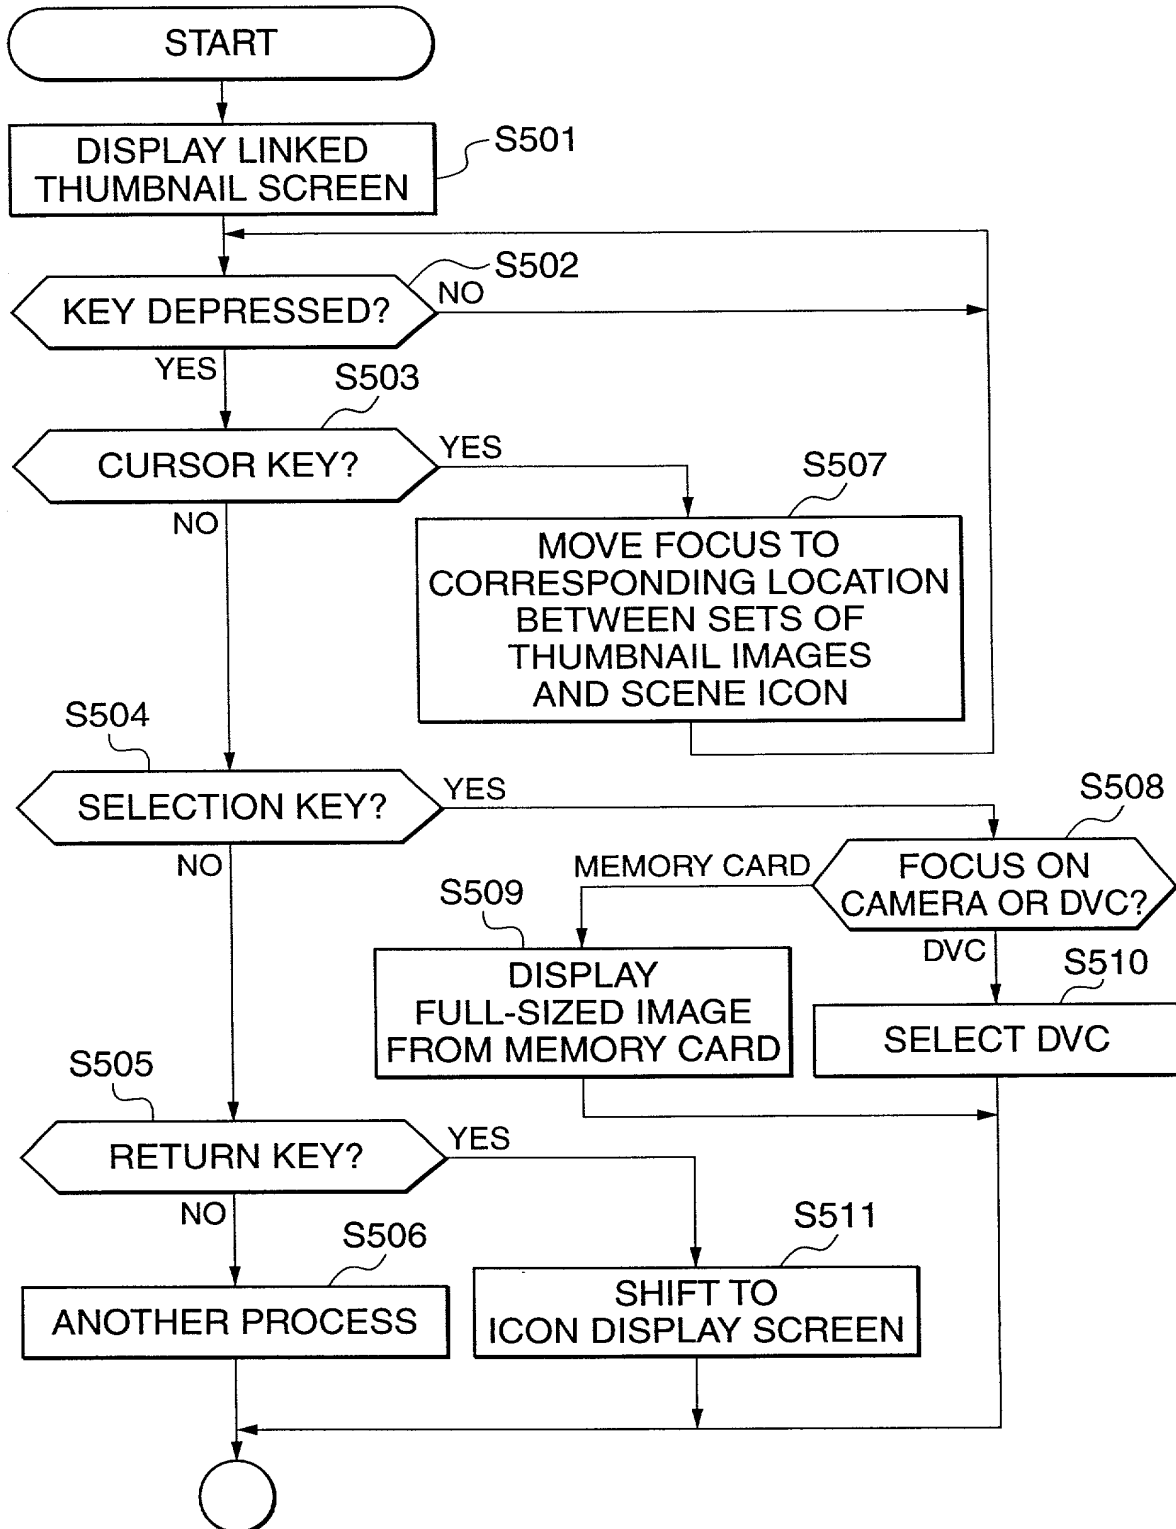 START
DISPLAY LINKED
THUMBNAIL SCREEN
S501
S502
KEY DEPRESSED?
NO
YES
S503
CURSOR KEY?
YES
NO
S507
MOVE FOCUS TO
CORRESPONDING LOCATION
BETWEEN SETS OF
THUMBNAIL IMAGES
AND SCENE ICON
S504
SELECTION KEY?
YES
NO
S508
FOCUS ON
CAMERA OR DVC?
MEMORY CARD
DVC
S509
DISPLAY
FULL-SIZED IMAGE
FROM MEMORY CARD
S510
SELECT DVC
S505
RETURN KEY?
YES
NO
S506
ANOTHER PROCESS
S511
SHIFT TO
ICON DISPLAY SCREEN